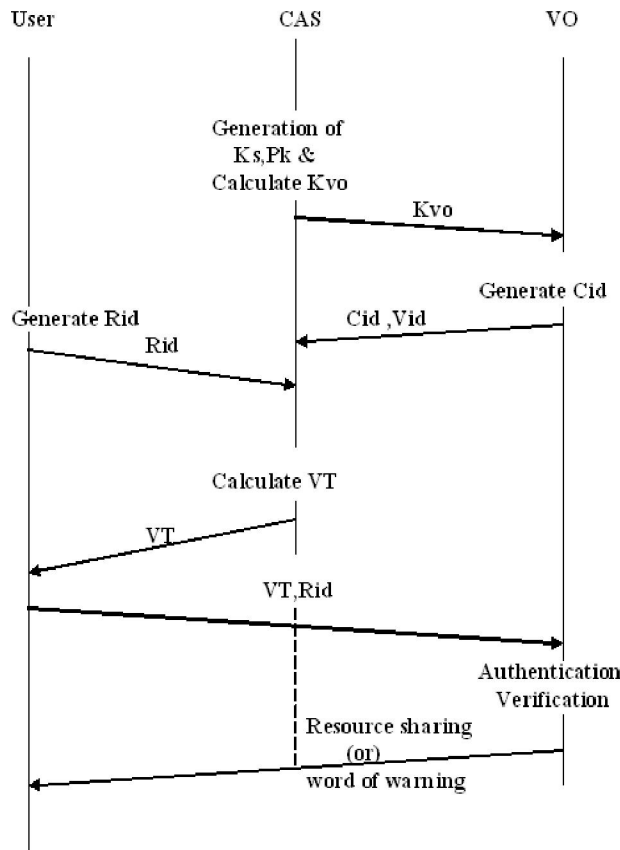 User
CAS
VO
Generation of
Ks,Pk &
Calculate Kvo
Kvo
Generate Cid
Generate Rid
Cid ,Vid
Rid
Calculate VT
VT
VT,Rid
Authentication
Verification
Resource sharing
(or)
word of warning